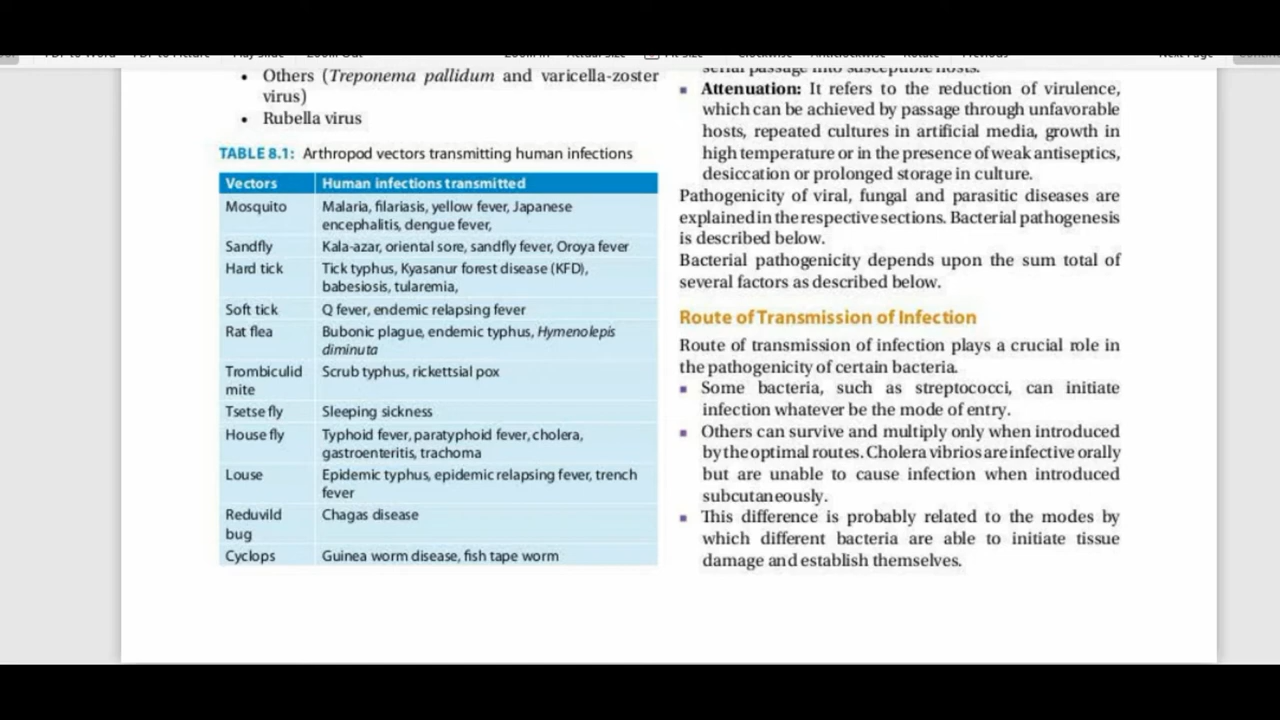 • Others (Treponema pallidum and varicella-zoster
virus)
• Rubella virus
TABLE 8.1: Arthropod vectors transmitting human infections
Vectors Human infections transmitted
Mosquito Malaria, filariasis, yellow fever, Japanese
encephalitis, dengue fever,
Sandfly Kala-azar, oriental sore, sandfly fever, Oroya fever
Hard tick Tick typhus, Kyasanur forest disease (KFD),
babesiosis, tularemia,
Soft tick Q fever, endemic relapsing fever
Rat flea Bubonic plague, endemic typhus, Hymenolepis
diminuta
Trombiculid Scrub typhus, rickettsial pox
mite
Tsetse fly Sleeping sickness
House fly Typhoid fever, paratyphoid fever, cholera,
gastroenteritis, trachoma
Louse Epidemic typhus, epidemic relapsing fever, trench
fever
Reduvild Chagas disease
bug
Cyclops Guinea worm disease, fish tape worm
serial passage into susceptible hosts.
▪ Attenuation: It refers to the reduction of virulence,
which can be achieved by passage through unfavorable
hosts, repeated cultures in artificial media, growth in
high temperature or in the presence of weak antiseptics,
desiccation or prolonged storage in culture.
Pathogenicity of viral, fungal and parasitic diseases are
explained in the respective sections. Bacterial pathogenesis
is described below.
Bacterial pathogenicity depends upon the sum total of
several factors as described below.
Route of Transmission of Infection
Route of transmission of infection plays a crucial role in
the pathogenicity of certain bacteria.
▪ Some bacteria, such as streptococci, can initiate
infection whatever be the mode of entry.
▪ Others can survive and multiply only when introduced
by the optimal routes. Cholera vibrios are infective orally
but are unable to cause infection when introduced
subcutaneously.
▪ This difference is probably related to the modes by
which different bacteria are able to initiate tissue
damage and establish themselves.